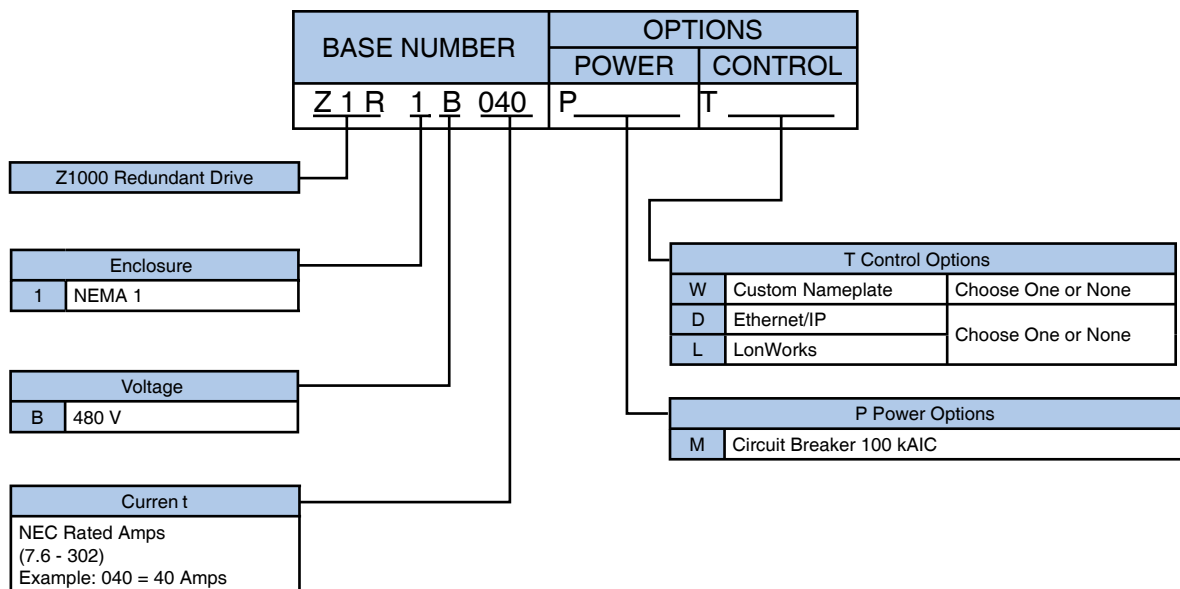 BASE NUMBER
OPTIONS
POWER
CONTROL
Z 1 R 1 B 040
P
T
Z1000 Redundant Drive
Enclosure
1 NEMA 1
Voltage
B 480 V
Curren t
NEC Rated Amps
(7.6 - 302)
Example: 040 = 40 Amps
T Control Options
W Custom Nameplate Choose One or None
D Ethernet/IP Choose One or None
L LonWorks
P Power Options
M Circuit Breaker 100 kAIC